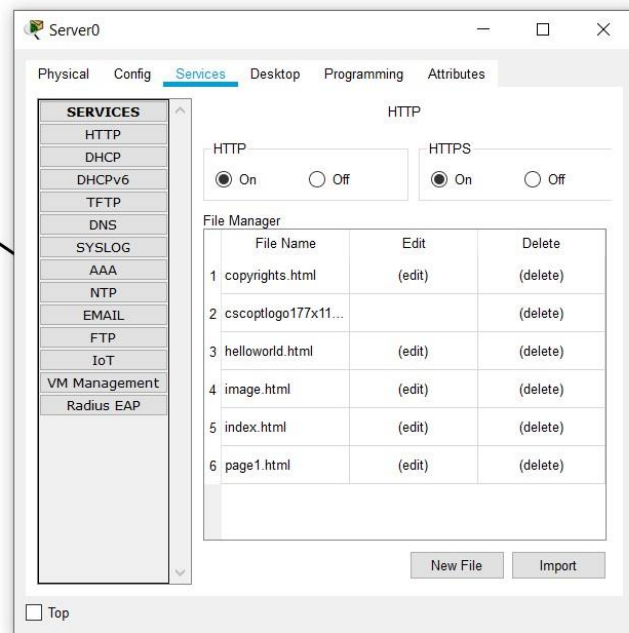 Server0
Physical Config Services Desktop Programming Attributes
SERVICES
HTTP
DHCP
DHCPv6
TFTP
DNS
SYSLOG
AAA
NTP
EMAIL
FTP
IoT
VM Management
Radius EAP
HTTP
HTTP
On Off
HTTPS
On Off
File Manager
File Name Edit Delete
1 copyrights.html (edit) (delete)
2 cscoptlogo177x11... (delete)
3 helloworld.html (edit) (delete)
4 image.html (edit) (delete)
5 index.html (edit) (delete)
6 page1.html (edit) (delete)
New File Import
Top